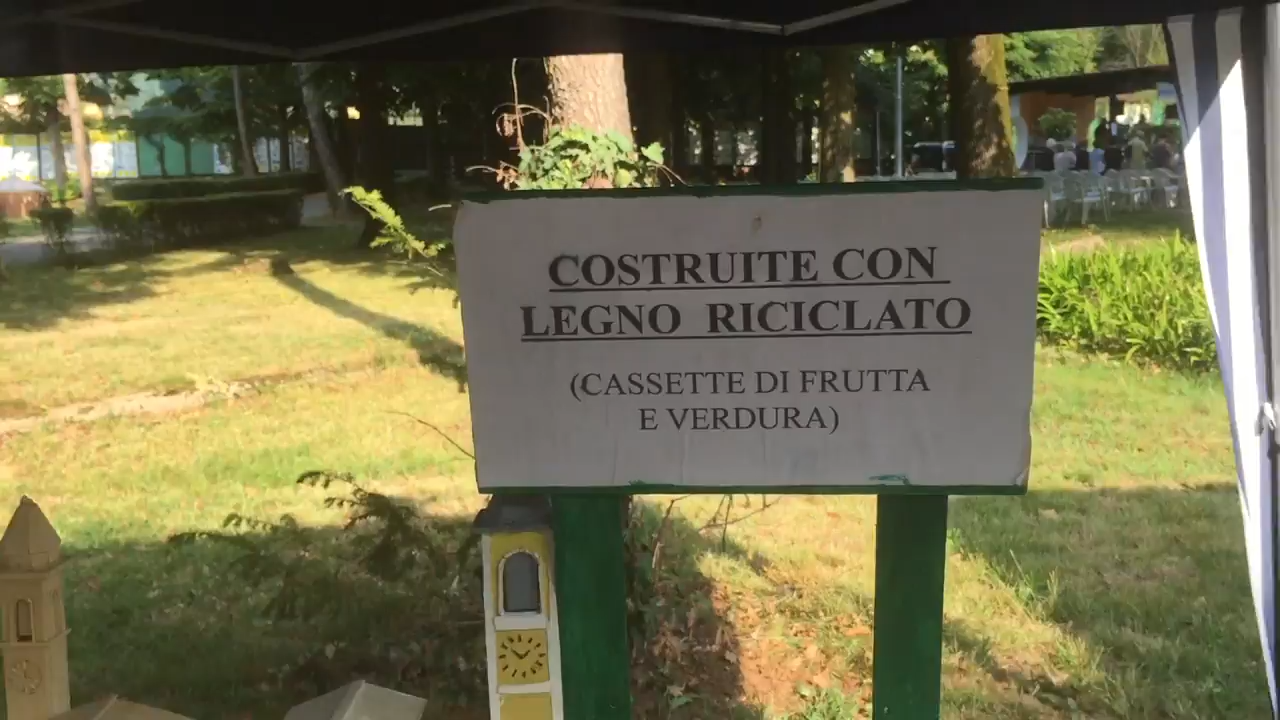 COSTRUITE CON
LEGNO RICICLATO
(CASSETTE DI FRUTTA
E VERDURA)